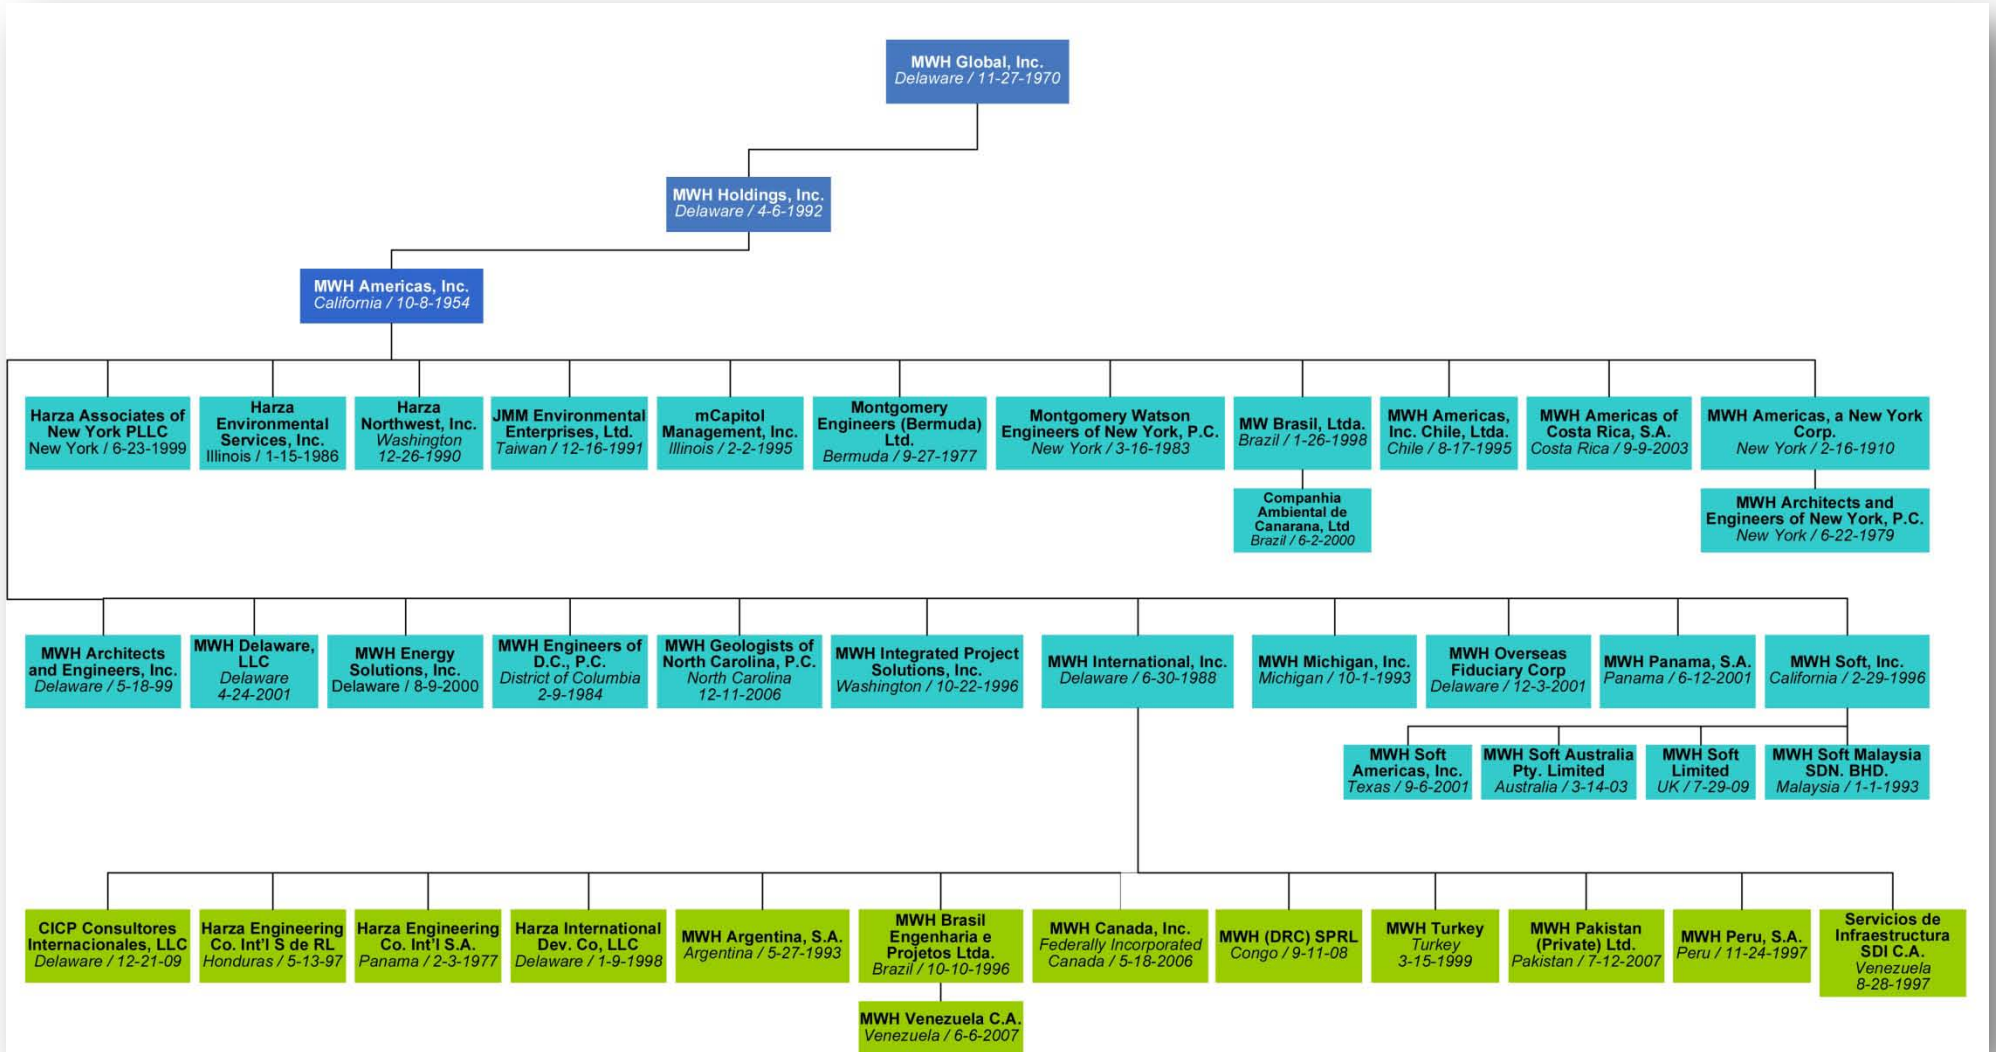 MWH Global, Inc.
Delaware / 11-27-1970
MWH Holdings, Inc.
Delaware / 4-6-1992
MWH Americas, Inc.
California / 10-8-1954
Harza Associates of
New York PLLC
New York / 6-23-1999
Harza
Environmental
Services, Inc.
Illinois / 1-15-1986
Harza
Northwest, Inc.
Washington
12-26-1990
JMM Environmental
Enterprises, Ltd.
Taiwan / 12-16-1991
mCapitol
Management, Inc.
Illinois / 2-2-1995
Montgomery
Engineers (Bermuda)
Ltd.
Bermuda / 9-27-1977
Montgomery Watson
Engineers of New York, P.C.
New York / 3-16-1983
MW Brasil, Ltda.
Brazil / 1-26-1998
MWH Americas,
Inc. Chile, Ltda.
Chile / 8-17-1995
MWH Americas of
Costa Rica, S.A.
Costa Rica / 9-9-2003
MWH Americas, a New York
Corp.
New York / 2-16-1910
Companhia
Ambiental de
Canarana, Ltd
Brazil / 6-2-2000
MWH Architects and
Engineers of New York, P.C.
New York / 6-22-1979
MWH Architects
and Engineers, Inc.
Delaware / 5-18-99
MWH Delaware,
LLC
Delaware
4-24-2001
MWH Energy
Solutions, Inc.
Delaware / 8-9-2000
MWH Engineers of
D.C., P.C.
District of Columbia
2-9-1984
MWH Geologists of
North Carolina, P.C.
North Carolina
12-11-2006
MWH Integrated Project
Solutions, Inc.
Washington / 10-22-1996
MWH International, Inc.
Delaware / 6-30-1988
MWH Michigan, Inc.
Michigan / 10-1-1993
MWH Overseas
Fiduciary Corp
Delaware / 12-3-2001
MWH Panama, S.A.
Panama / 6-12-2001
MWH Soft, Inc.
California / 2-29-1996
MWH Soft
Americas, Inc.
Texas / 9-6-2001
MWH Soft Australia
Pty. Limited
Australia / 3-14-03
MWH Soft
Limited
UK / 7-29-09
MWH Soft Malaysia
SDN. BHD.
Malaysia / 1-1-1993
CICP Consultores
Internacionales, LLC
Delaware / 12-21-09
Harza Engineering
Co. Int'l S de RL
Honduras / 5-13-97
Harza Engineering
Co. Int'l S.A.
Panama / 2-3-1977
Harza International
Dev. Co, LLC
Delaware / 1-9-1998
MWH Argentina, S.A.
Argentina / 5-27-1993
MWH Brasil
Engenharia e
Projetos Ltda.
Brazil / 10-10-1996
MWH Canada, Inc.
Federally Incorporated
Canada / 5-18-2006
MWH (DRC) SPRL
Congo / 9-11-08
MWH Turkey
Turkey
3-15-1999
MWH Pakistan
(Private) Ltd.
Pakistan / 7-12-2007
MWH Peru, S.A.
Peru / 11-24-1997
Servicios de
Infraestructura
SDI C.A.
Venezuela
8-28-1997
MWH Venezuela C.A.
Venezuela / 6-6-2007